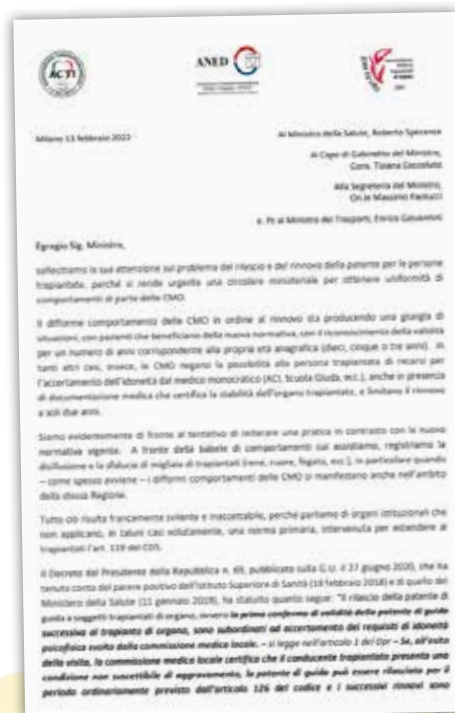 ACTI
ANED
Milano 13 febbraio 2022
Al Ministro della Salute, Roberto Speranza
Al Capo di Gabinetto del Ministro,
Cons. Tiziana
Alla Segreteria del Ministro,
On.le Massimo Paolucci
e. Pc al Ministro dei Trasporti, Enrico Giovannini
Egregio Sig. Ministro,
sollecitiamo la sua attenzione sul problema del rilascio e del rinnovo della patente per le persone
trapiantate, perché si rende urgente una circolare ministeriale per ottenere uniformità di
comportamenti di parte delle CMO.
Il difforme comportamento delle CMO in ordine al rinnovo sta producendo una giungla di
situazioni, con pazienti che beneficiano della nuova normativa, con il riconoscimento della validità
per un numero di anni corrispondente alla propria età anagrafica (dieci, cinque o tre anni). In
tanti altri casi, invece, le CMO negano la possibilità alla persona trapiantata di recarsi per
l'accertamento dell'idoneità dal medico monocratico (ACI, Scuola Guida, ecc.), anche in presenza
di documentazione medica che certifica la stabilità dell'organo trapiantato, e limitano il rinnovo
a soli due anni.
Siamo evidentemente di fronte al tentativo di reiterare una pratica in contrasto con la nuova
normativa vigente. A fronte della babele di comportamenti cui assistiamo, registriamo la
disillusione e la sfiducia di migliaia di trapiantati (rene, cuore, fegato, ecc.), in particolare quando
– come spesso avviene – i difformi comportamenti delle CMO si manifestano anche nell'ambito
della stessa Regione.
Tutto ciò risulta francamente svilente e inaccettabile, perché parliamo di organi istituzionali che
non applicano, in taluni casi volutamente, una norma primaria, intervenuta per estendere ai
trapiantati l'art. 119 del CDS.
Il Decreto del Presidente della Repubblica n. 69, pubblicato sulla G.U. il 27 giugno 2020, che ha
tenuto conto del parere positivo dell'Istituto Superiore di Sanità (19 febbraio 2018) e di quello del
Ministero della Salute (11 gennaio 2019), ha statuito quanto segue: "Il rilascio della patente di
guida a soggetti trapiantati di organo, ovvero la prima conferma di validità della patente di guida
successiva al trapianto di organo, sono subordinati ad accertamento dei requisiti di idoneità
psicofisica svolto dalla commissione medica locale. – si legge nell'articolo 1 del Dpr – Se, all'esito
della visita, la commissione medica locale certifica che il conducente trapiantato presenta una
condizione non suscettibile di aggravamento, la patente di guida può essere rilasciata per il
periodo ordinariamente previsto dall'articolo 126 del codice e i successivi rinnovi sono